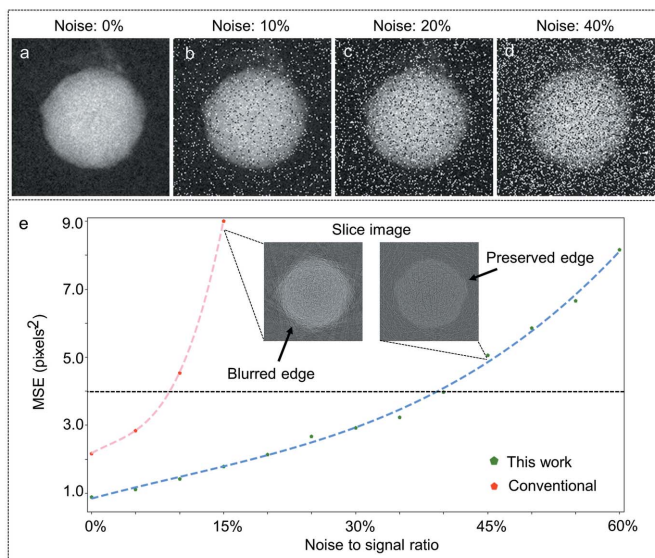 Noise: 0%
Noise: 10%
Noise: 20%
Noise: 40%
a
b
c
d
e
9.0
7.0
5.0
3.0
1.0
MSE (pixels²)
Slice image
Preserved edge
Blurred edge
This work
Conventional
0%
15%
30%
45%
60%
Noise to signal ratio